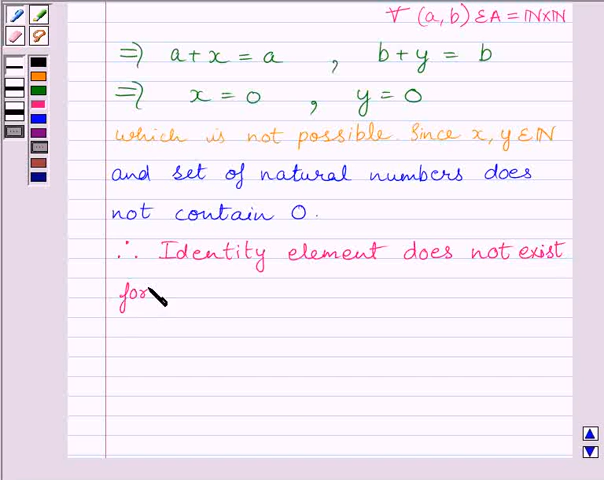 ∀ (a, b) ε A = ℕ×ℕ
⇒ a + x = a , b + y = b
⇒ x = 0 , y = 0
which is not possible. Since x, y ε ℕ
and set of natural numbers does
not contain 0.
∴ Identity element does not exist
for